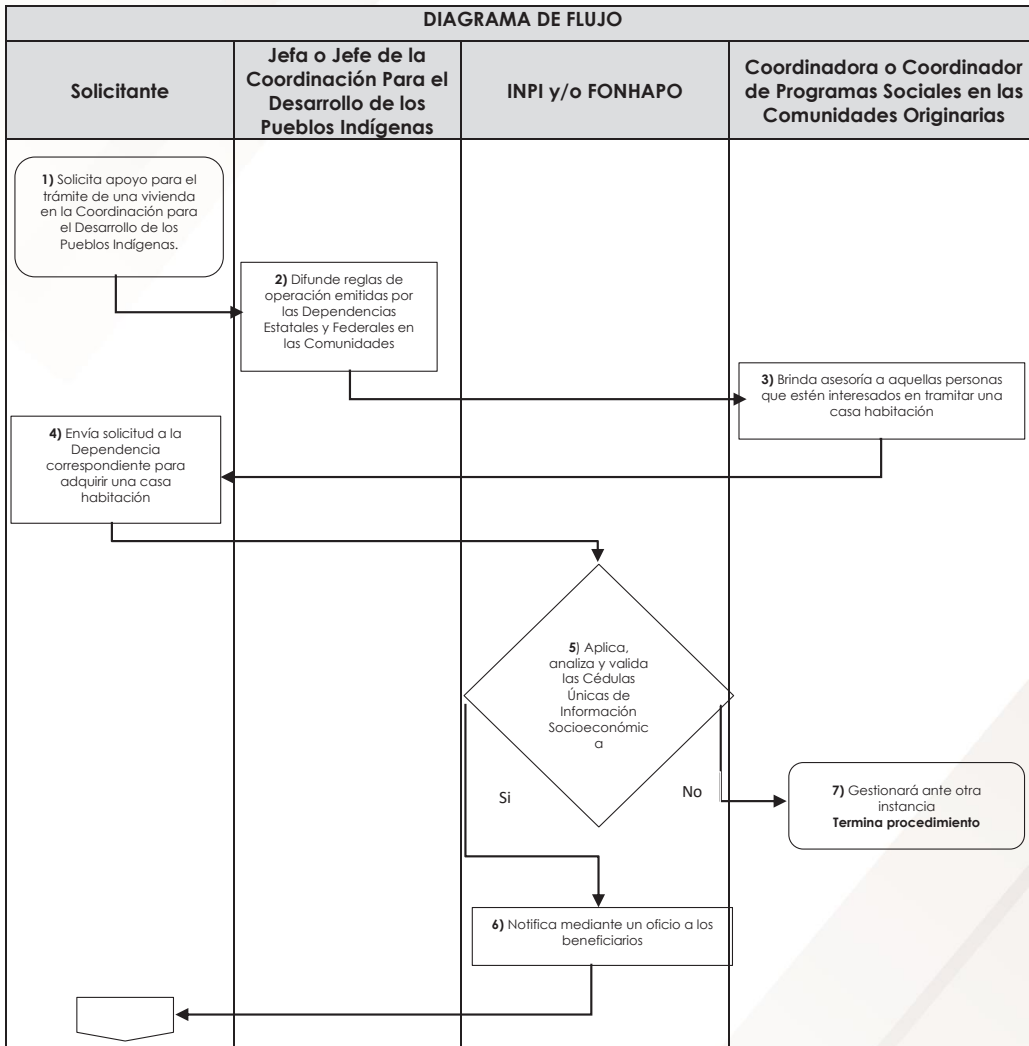 DIAGRAMA DE FLUJO
Solicitante
Jefa o Jefe de la
Coordinación Para el
Desarrollo de los
Pueblos Indígenas
INPI y/o FONHAPO
Coordinadora o Coordinador
de Programas Sociales en las
Comunidades Originarias
1) Solicita apoyo para el
trámite de una vivienda
en la Coordinación para
el Desarrollo de los
Pueblos Indígenas.
2) Difunde reglas de
operación emitidas por
las Dependencias
Estatales y Federales en
las Comunidades
3) Brinda asesoría a aquellas personas
que estén interesados en tramitar una
casa habitación
4) Envía solicitud a la
Dependencia
correspondiente para
adquirir una casa
habitación
5) Aplica,
analiza y valida
las Cédulas
Únicas de
Información
Socioeconómic
a
Si
No
7) Gestionará ante otra
instancia
Termina procedimiento
6) Notifica mediante un oficio a los
beneficiarios